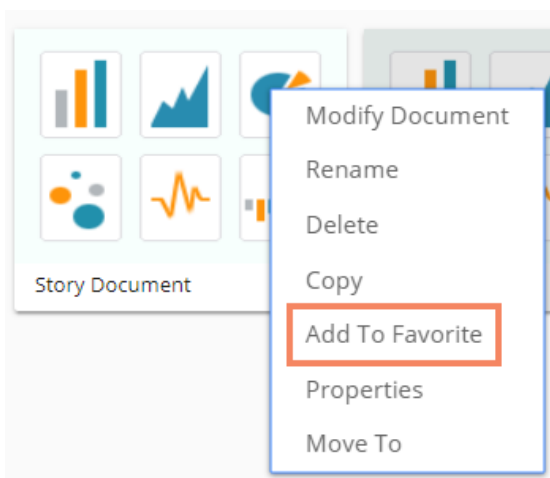 Modify Document
Rename
Delete
Story Document
Copy
Add To Favorite
Properties
Move To